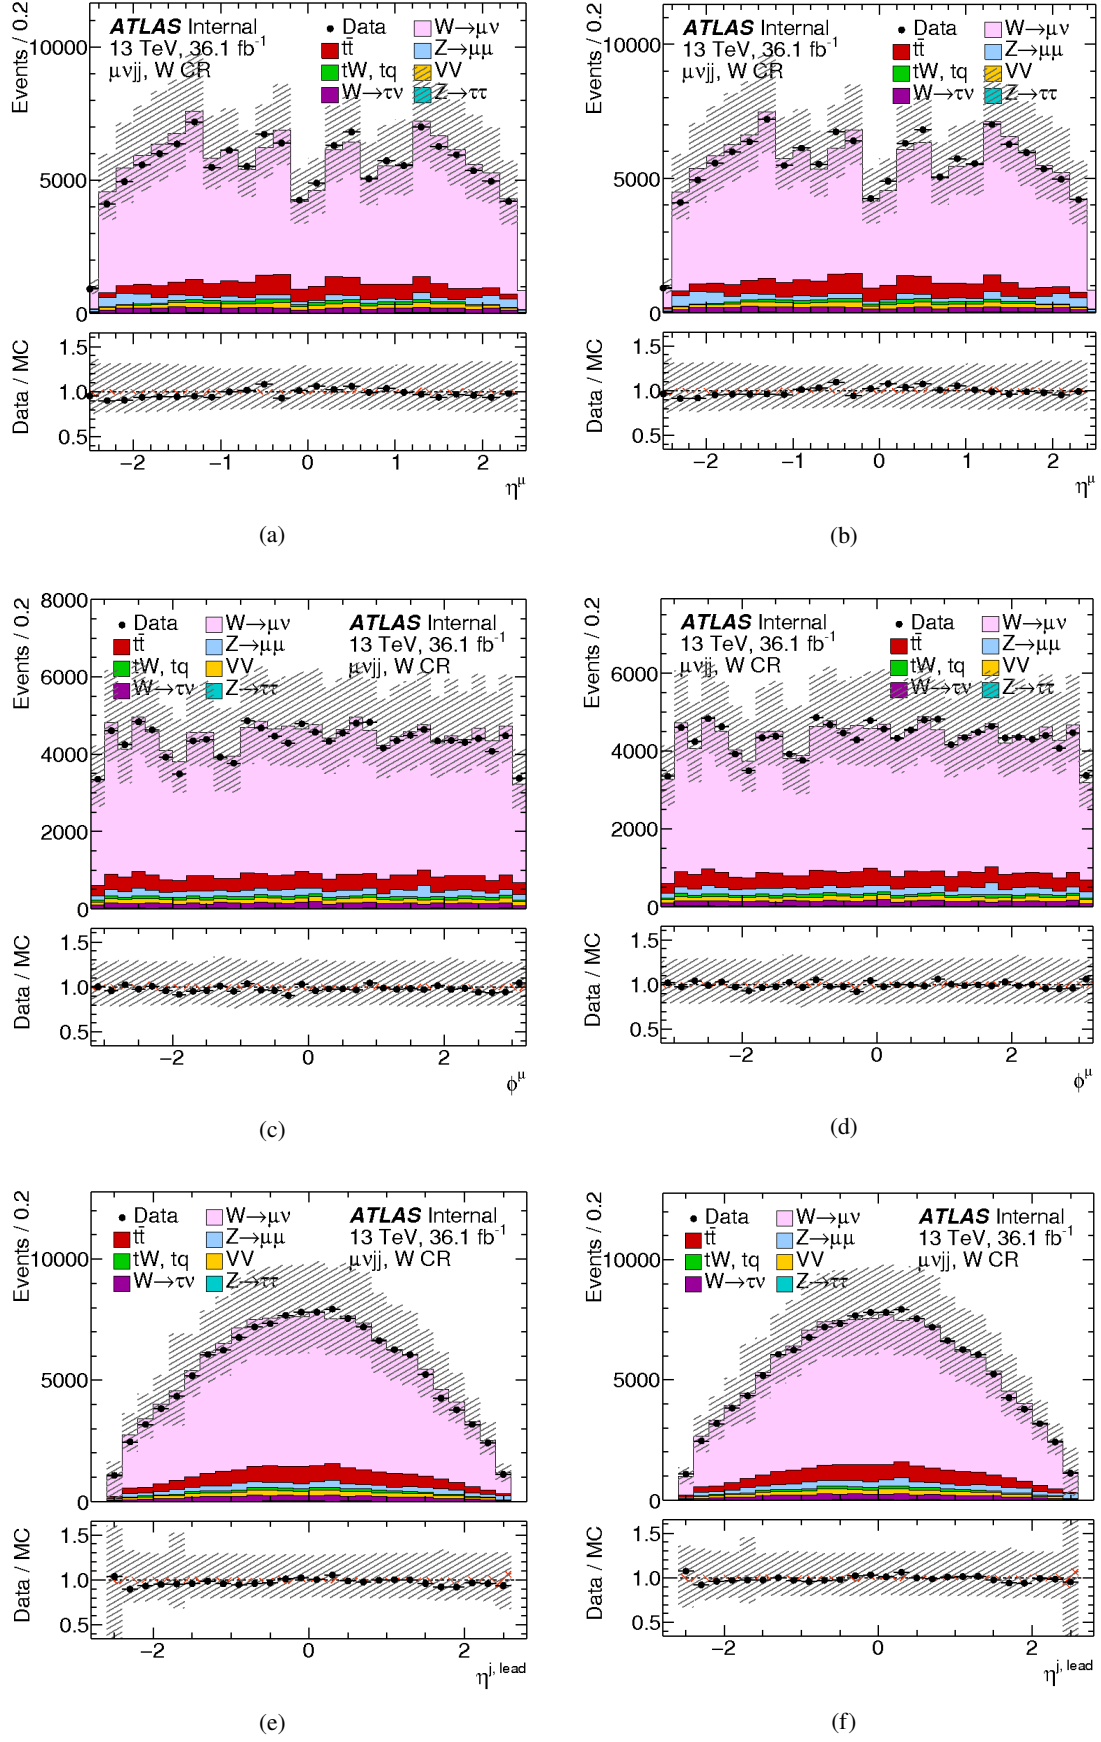 ATLAS Internal
13 TeV, 36.1 fb⁻¹
μνjj, W CR
Data
tt̄
tW, tq
W→τν
W→μν
Z→μμ
VV
Z→ττ
Events / 0.2
10000
5000
0
Data / MC
1.5
1.0
0.5
−2 −1 0 1 2
η^μ
(a)
ATLAS Internal
13 TeV, 36.1 fb⁻¹
μνjj, W CR
Data
tt̄
tW, tq
W→τν
W→μν
Z→μμ
VV
Z→ττ
Events / 0.2
10000
5000
0
Data / MC
1.5
1.0
0.5
−2 −1 0 1 2
η^μ
(b)
Data
tt̄
tW, tq
W→τν
W→μν
Z→μμ
VV
Z→ττ
ATLAS Internal
13 TeV, 36.1 fb⁻¹
μνjj, W CR
Events / 0.2
8000
6000
4000
2000
0
Data / MC
1.5
1.0
0.5
−2 0 2
ϕ^μ
(c)
ATLAS Internal
13 TeV, 36.1 fb⁻¹
μνjj, W CR
Data
tt̄
tW, tq
W→τν
W→μν
Z→μμ
VV
Z→ττ
Events / 0.2
6000
4000
2000
0
Data / MC
1.5
1.0
0.5
−2 0 2
ϕ^μ
(d)
Data
tt̄
tW, tq
W→τν
W→μν
Z→μμ
VV
Z→ττ
ATLAS Internal
13 TeV, 36.1 fb⁻¹
μνjj, W CR
Events / 0.2
10000
5000
0
Data / MC
1.5
1.0
0.5
−2 0 2
η^j, lead
(e)
Data
tt̄
tW, tq
W→τν
W→μν
Z→μμ
VV
Z→ττ
ATLAS Internal
13 TeV, 36.1 fb⁻¹
μνjj, W CR
Events / 0.2
10000
5000
0
Data / MC
1.5
1.0
0.5
−2 0 2
η^j, lead
(f)